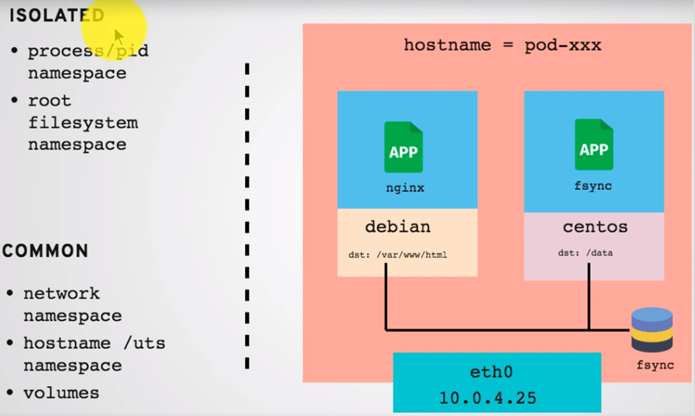 ISOLATED
• process/pid
namespace
• root
filesystem
namespace
COMMON
• network
namespace
• hostname /uts
namespace
• volumes
hostname = pod-xxx
APP
nginx
debian
dst: /var/www/html
APP
fsync
centos
dst: /data
fsync
eth0
10.0.4.25